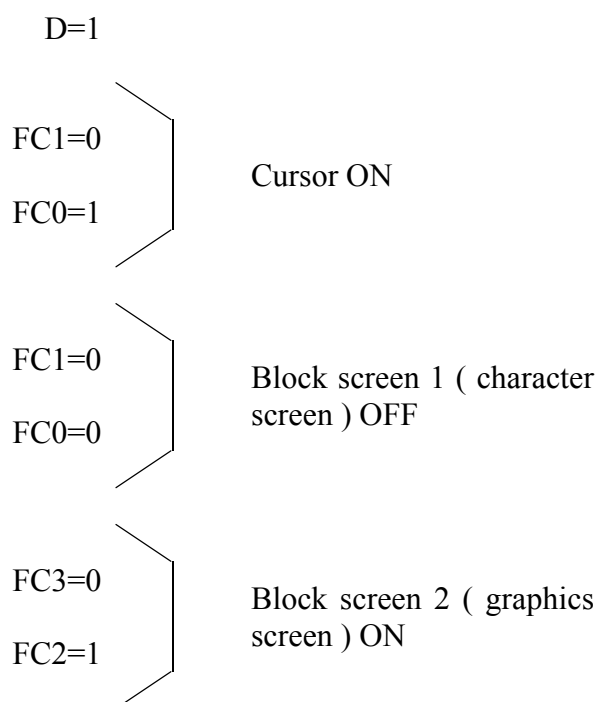 D=1
FC1=0
Cursor ON
FC0=1
FC1=0
Block screen 1 ( character
screen ) OFF
FC0=0
FC3=0
Block screen 2 ( graphics
screen ) ON
FC2=1